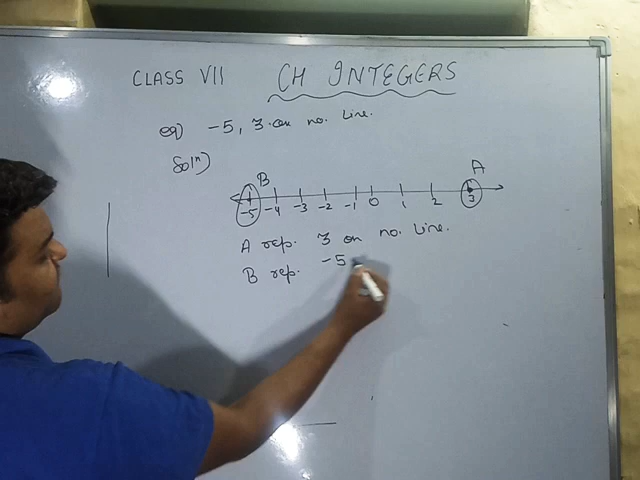 CLASS VII CH INTEGERS
eg) -5, 3 on no. line.
Solⁿ)
B A
-5 -4 -3 -2 -1 0 1 2 3
A rep. 3 on no. line.
B rep. -5